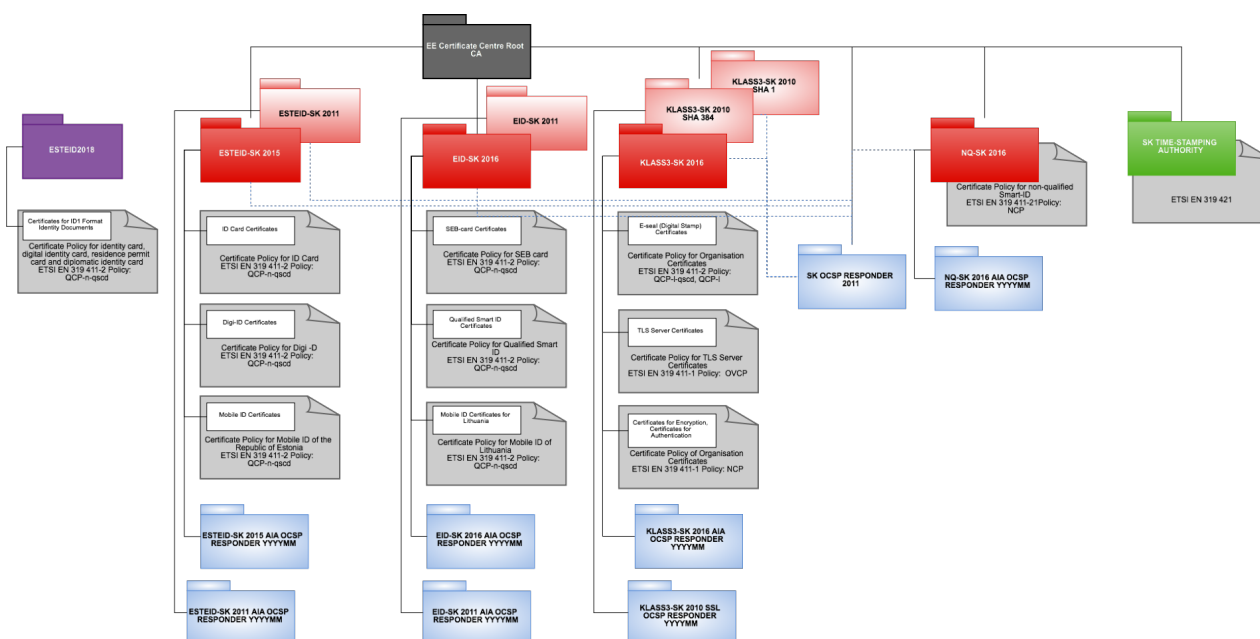 EE Certificate Centre Root
CA
KLASS3-SK 2010
SHA 1
ESTEID-SK 2011
EID-SK 2011
KLASS3-SK 2010
SHA 384
ESTEID2018
ESTEID-SK 2015
EID-SK 2016
KLASS3-SK 2016
NQ-SK 2016
SK TIME-STAMPING
AUTHORITY
Certificate Policy for non-qualified
Smart-ID
ETSI EN 319 411-21Policy:
NCP
ETSI EN 319 421
Certificates for ID1 Format
Identity Documents
Certificate Policy for identity card,
digital identity card, residence permit
card and diplomatic identity card
ETSI EN 319 411-2 Policy:
QCP-n-qscd
ID Card Certificates
Certificate Policy for ID Card
ETSI EN 319 411-2 Policy:
QCP-n-qscd
SEB-card Certificates
Certificate Policy for SEB card
ETSI EN 319 411-2 Policy:
QCP-n-qscd
E-seal (Digital Stamp)
Certificates
Certificate Policy for Organisation
Certificates
ETSI EN 319 411-2 Policy:
QCP-l-qscd, QCP-l
SK OCSP RESPONDER
2011
NQ-SK 2016 AIA OCSP
RESPONDER YYYYMM
Digi-ID Certificates
Certificate Policy for Digi -D
ETSI EN 319 411-2 Policy:
QCP-n-qscd
Qualified Smart ID
Certificates
Certificate Policy for Qualified Smart
ID
ETSI EN 319 411-2 Policy:
QCP-n-qscd
TLS Server Certificates
Certificate Policy for TLS Server
Certificates
ETSI EN 319 411-1 Policy: OVCP
Mobile ID Certificates
Certificate Policy for Mobile ID of the
Republic of Estonia
ETSI EN 319 411-2 Policy:
QCP-n-qscd
Mobile ID Certificates for
Lithuania
Certificate Policy for Mobile ID of
Lithuania
ETSI EN 319 411-2 Policy:
QCP-n-qscd
Certificates for Encryption,
Certificates for
Authentication
Certificate Policy of Organisation
Certificates
ETSI EN 319 411-1 Policy: NCP
ESTEID-SK 2015 AIA OCSP
RESPONDER YYYYMM
EID-SK 2016 AIA OCSP
RESPONDER YYYYMM
KLASS3-SK 2016 AIA
OCSP RESPONDER
YYYYMM
ESTEID-SK 2011 AIA OCSP
RESPONDER YYYYMM
EID-SK 2011 AIA OCSP
RESPONDER YYYYMM
KLASS3-SK 2010 SSL
OCSP RESPONDER
YYYYMM